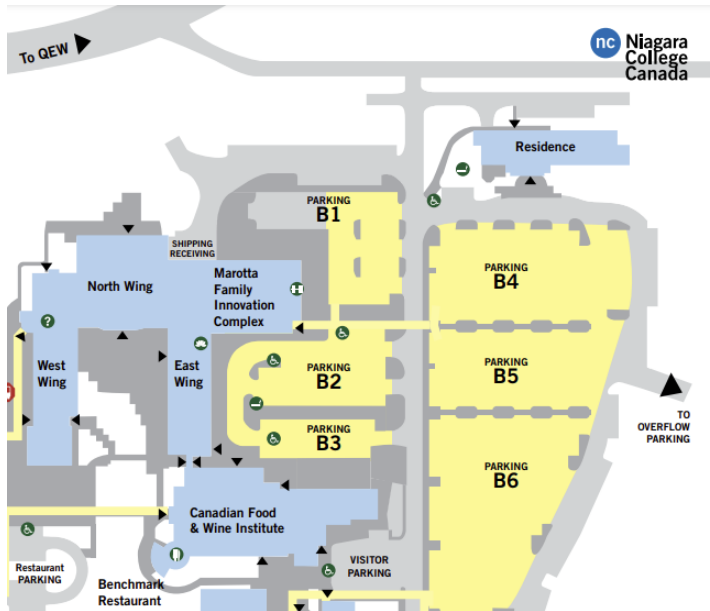 To QEW
nc Niagara
College
Canada
Residence
PARKING
B1
SHIPPING
RECEIVING
North Wing
Marotta
Family
Innovation
Complex
PARKING
B4
?
West
Wing
East
Wing
PARKING
B2
PARKING
B5
TO
OVERFLOW
PARKING
PARKING
B3
PARKING
B6
Canadian Food
& Wine Institute
Restaurant
PARKING
VISITOR
PARKING
Benchmark
Restaurant